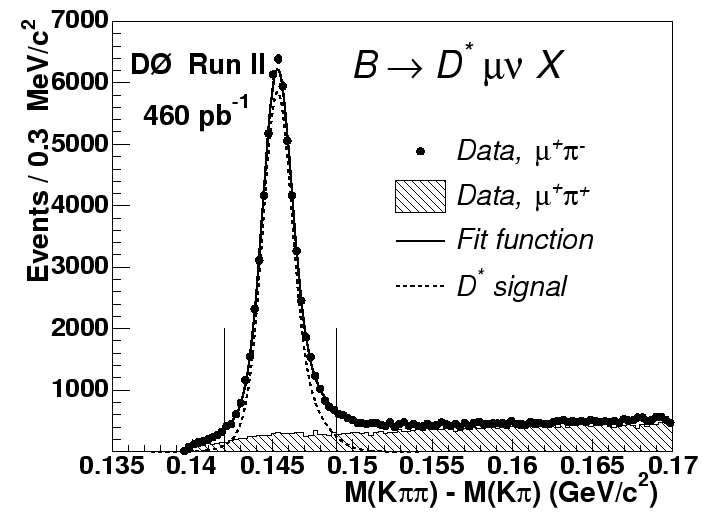 Events / 0.3 MeV/c²
7000
6000
5000
4000
3000
2000
1000
DØ Run II
460 pb⁻¹
B → D* μν X
Data, μ⁺π⁻
Data, μ⁺π⁺
Fit function
D* signal
0.135 0.14 0.145 0.15 0.155 0.16 0.165 0.17
M(Kππ) - M(Kπ) (GeV/c²)